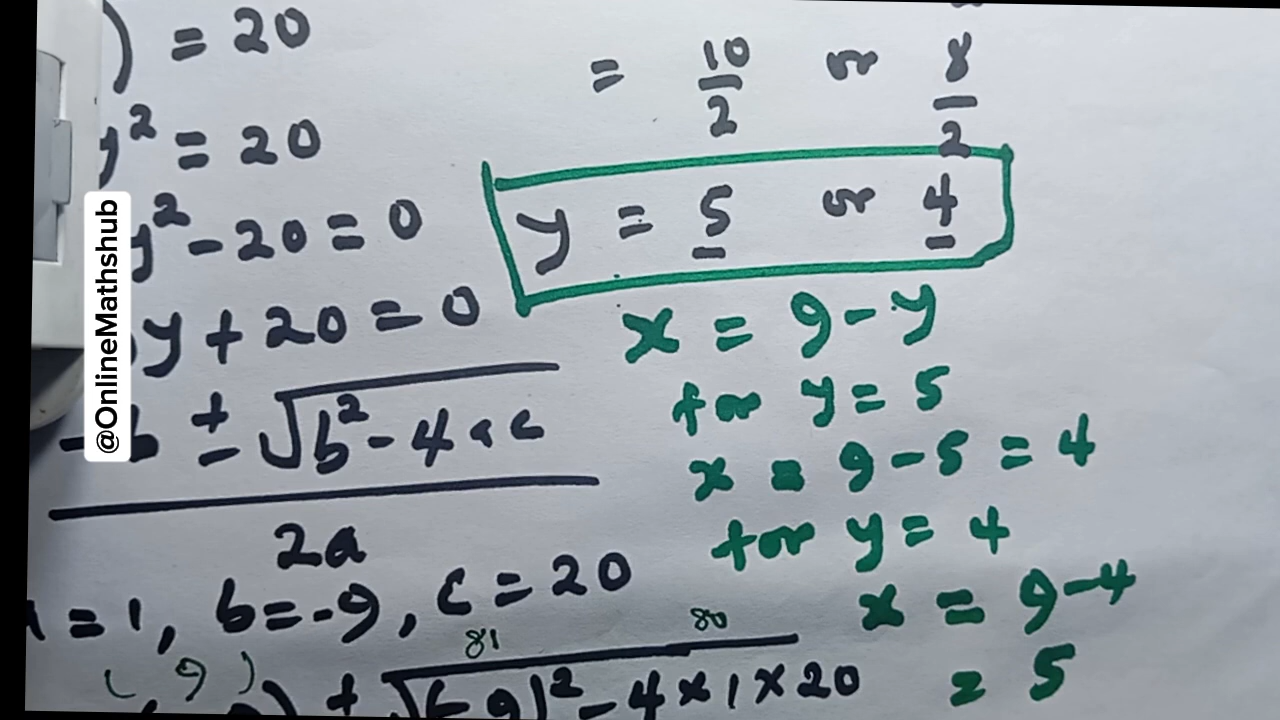 ) = 20
y² = 20
y² - 20 = 0
y + 20 = 0
-b ± √b² - 4ac
2a
a = 1, b = -9, c = 20
81 80
(-9)² - 4 × 1 × 20
= 10/2 or 8/2
y = 5 or 4
x = 9 - y
for y = 5
x = 9 - 5 = 4
for y = 4
x = 9 - 4
= 5
@OnlineMathshub